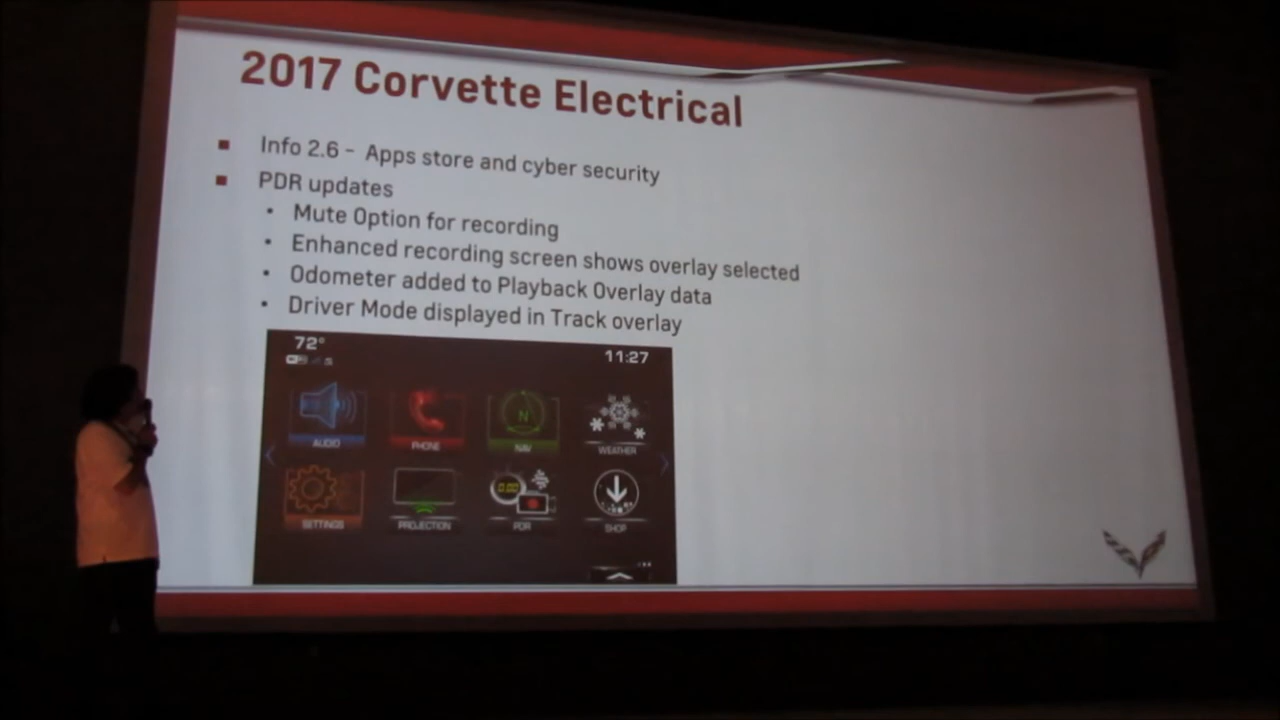 2017 Corvette Electrical
Info 2.6 – Apps store and cyber security
PDR updates
Mute Option for recording
Enhanced recording screen shows overlay selected
Odometer added to Playback Overlay data
Driver Mode displayed in Track overlay
72° 11:27
AUDIO PHONE NAV WEATHER
N
0:00
SETTINGS PROJECTION PDR SHOP